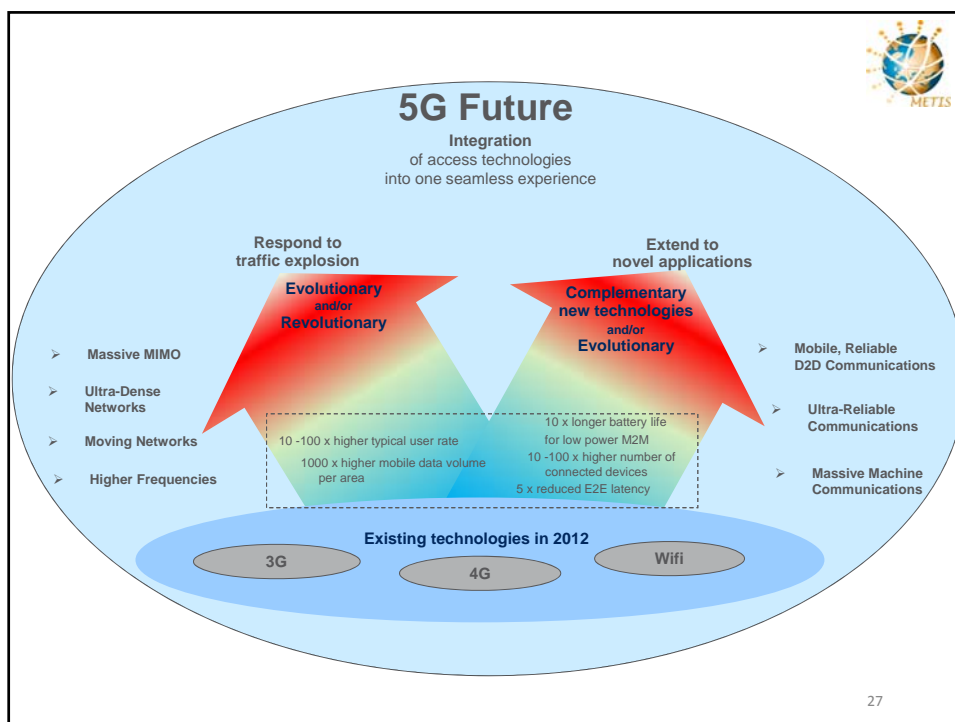 METIS
5G Future
Integration
of access technologies
into one seamless experience
Respond to
traffic explosion
Extend to
novel applications
Evolutionary
and/or
Revolutionary
Complementary
new technologies
and/or
Evolutionary
➢ Massive MIMO
➢ Ultra-Dense
Networks
➢ Moving Networks
➢ Higher Frequencies
➢ Mobile, Reliable
D2D Communications
➢ Ultra-Reliable
Communications
➢ Massive Machine
Communications
10 -100 x higher typical user rate
1000 x higher mobile data volume
per area
10 x longer battery life
for low power M2M
10 -100 x higher number of
connected devices
5 x reduced E2E latency
Existing technologies in 2012
3G
4G
Wifi
27